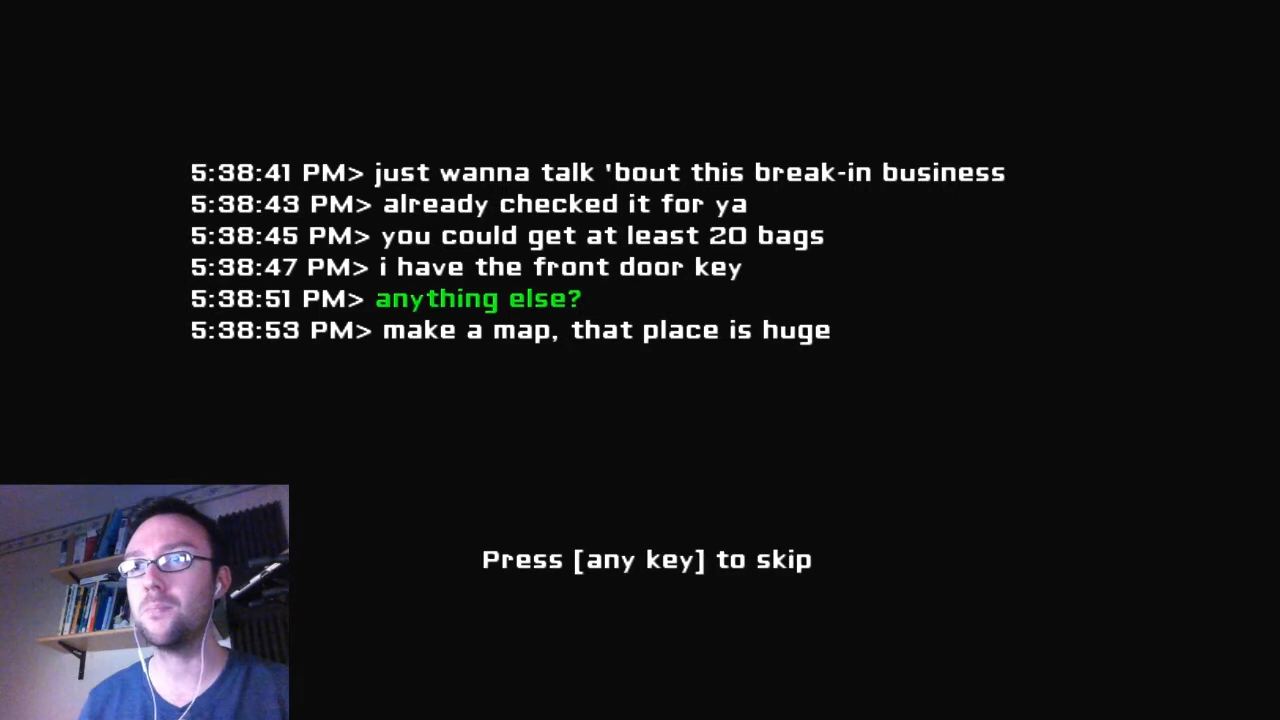 5:38:41 PM> just wanna talk 'bout this break-in business
5:38:43 PM> already checked it for ya
5:38:45 PM> you could get at least 20 bags
5:38:47 PM> i have the front door key
5:38:51 PM> anything else?
5:38:53 PM> make a map, that place is huge
Press [any key] to skip